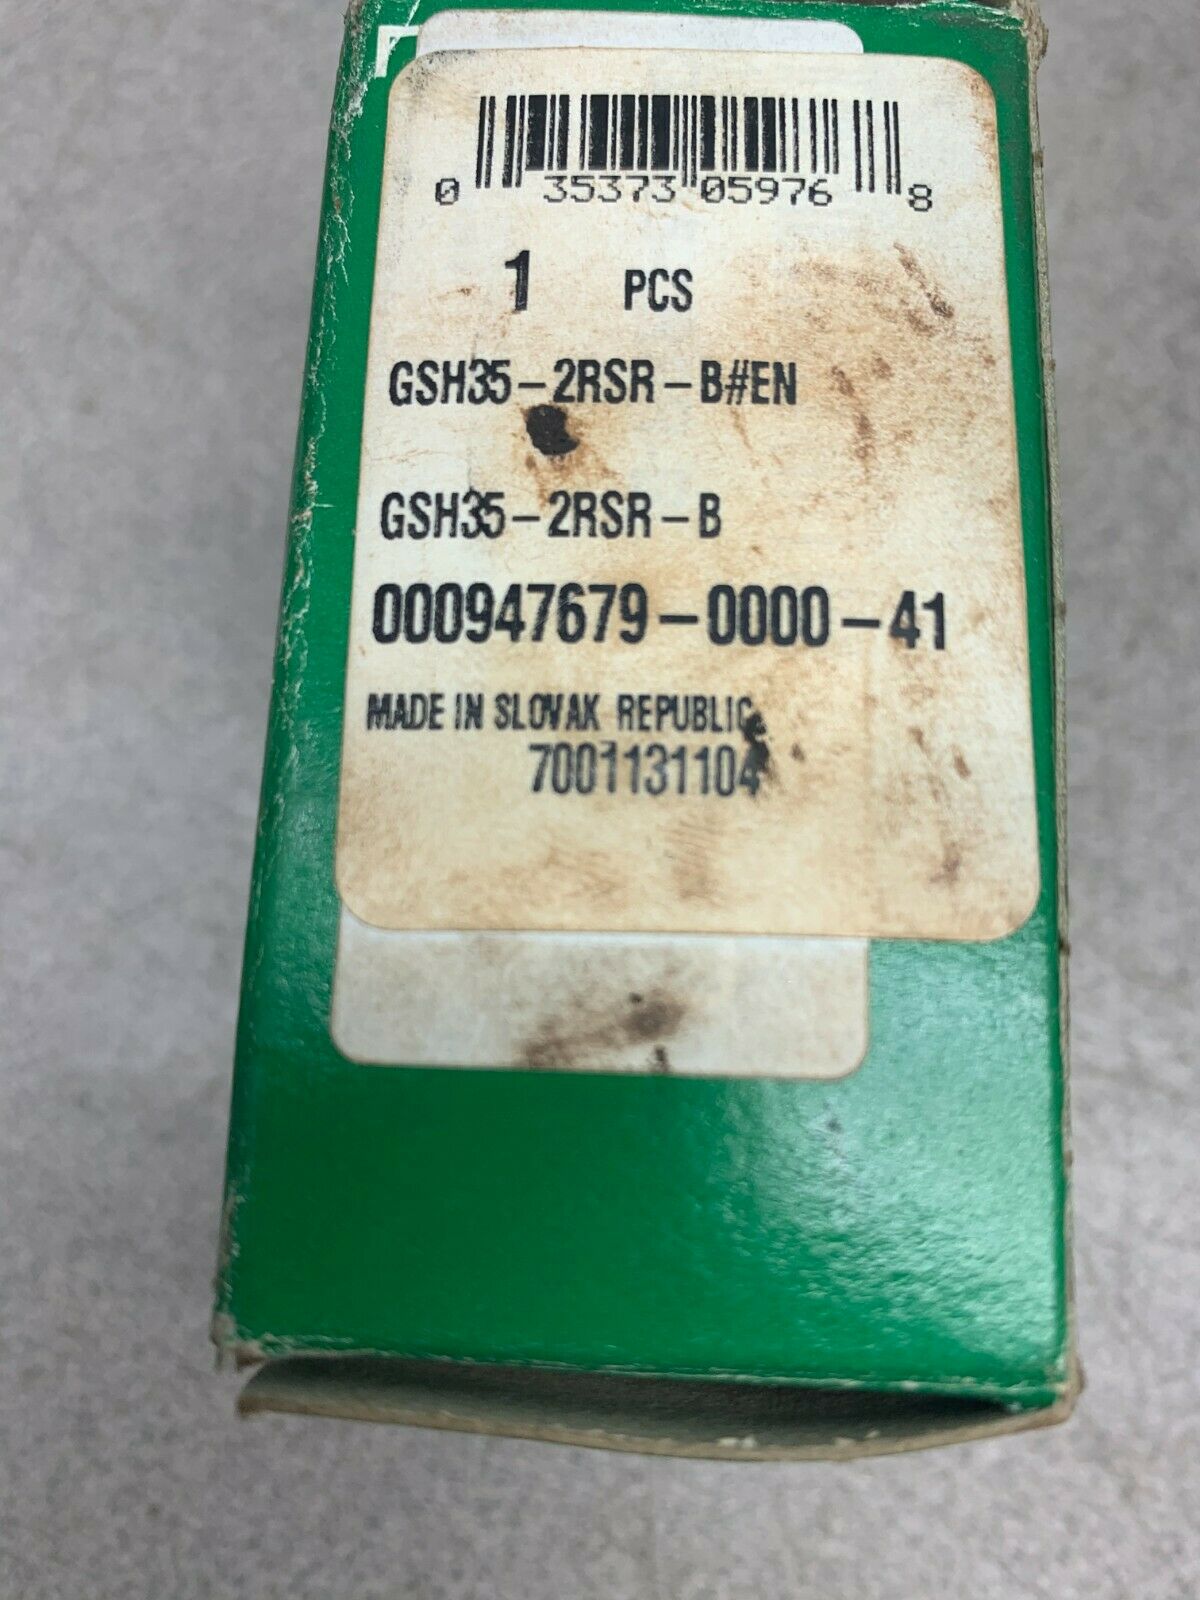 0 35373 05976 8
1 PCS
GSH35-2RSR-B#EN
GSH35-2RSR-B
000947679-0000-41
MADE IN SLOVAK REPUBLIC
7001131104